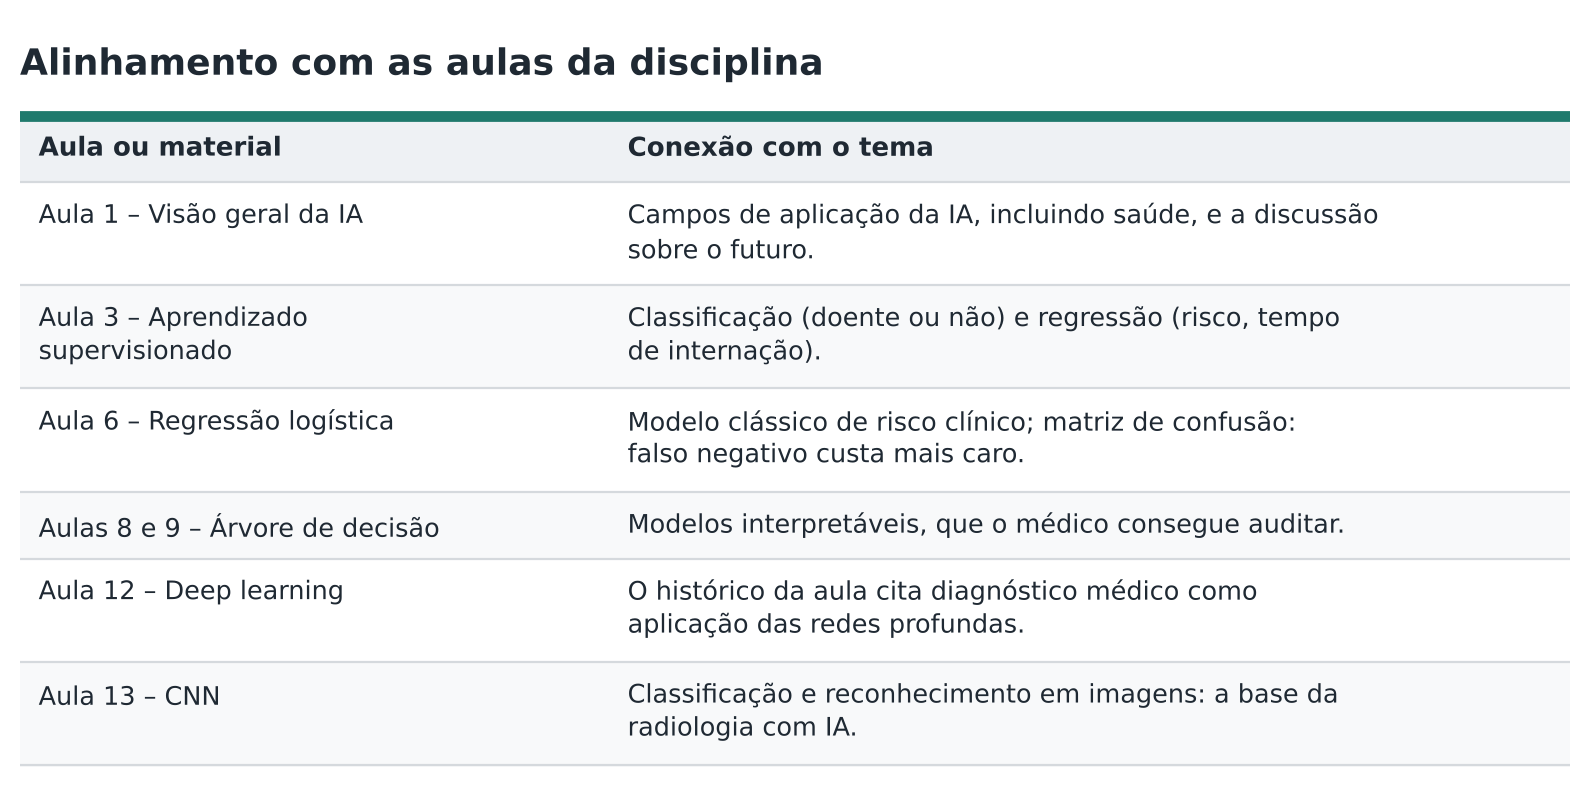 Alinhamento com as aulas da disciplina
Aula ou material
Conexão com o tema
Aula 1 – Visão geral da IA
Campos de aplicação da IA, incluindo saúde, e a discussão
sobre o futuro.
Aula 3 – Aprendizado
supervisionado
Classificação (doente ou não) e regressão (risco, tempo
de internação).
Aula 6 – Regressão logística
Modelo clássico de risco clínico; matriz de confusão:
falso negativo custa mais caro.
Aulas 8 e 9 – Árvore de decisão
Modelos interpretáveis, que o médico consegue auditar.
Aula 12 – Deep learning
O histórico da aula cita diagnóstico médico como
aplicação das redes profundas.
Aula 13 – CNN
Classificação e reconhecimento em imagens: a base da
radiologia com IA.